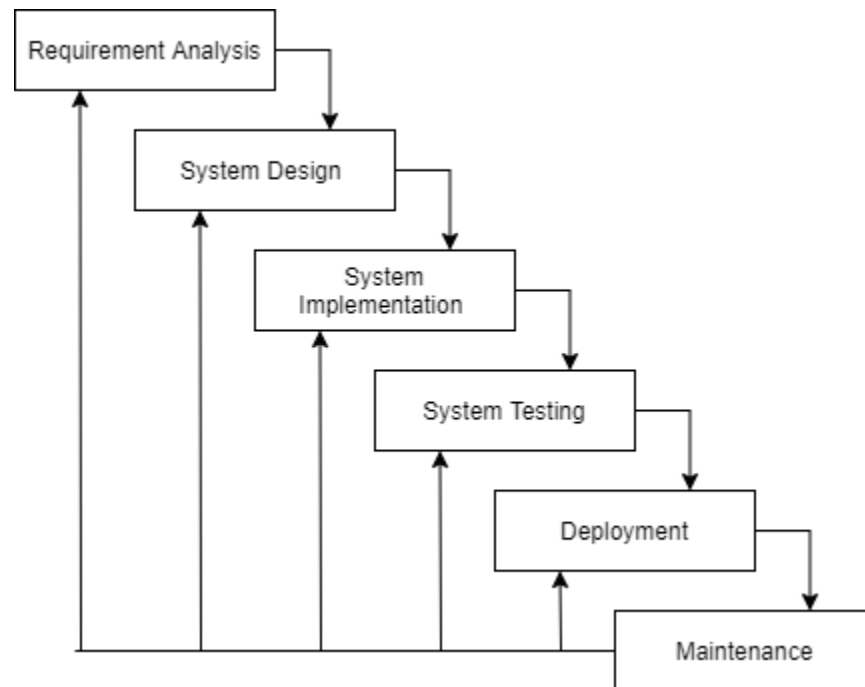 Requirement Analysis
System Design
System
Implementation
System Testing
Deployment
Maintenance